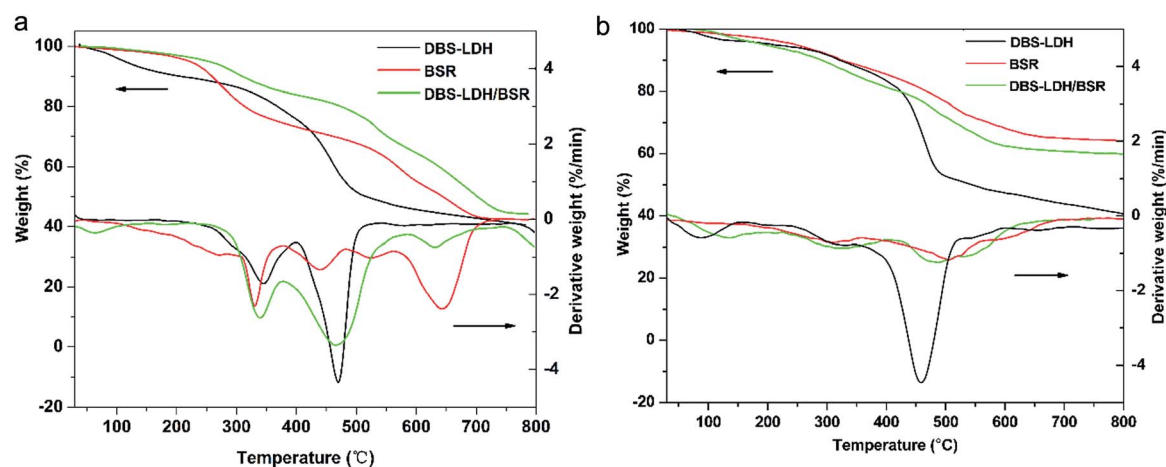 a
100
80
60
40
20
0
-20
Weight (%)
DBS-LDH
BSR
DBS-LDH/BSR
4
2
0
-2
-4
Derivative weight (%/min)
100 200 300 400 500 600 700 800
Temperature (℃)
b
100
80
60
40
20
0
-20
Weight (%)
DBS-LDH
BSR
DBS-LDH/BSR
4
2
0
-2
-4
Derivative weight (%/min)
100 200 300 400 500 600 700 800
Temperature (°C)